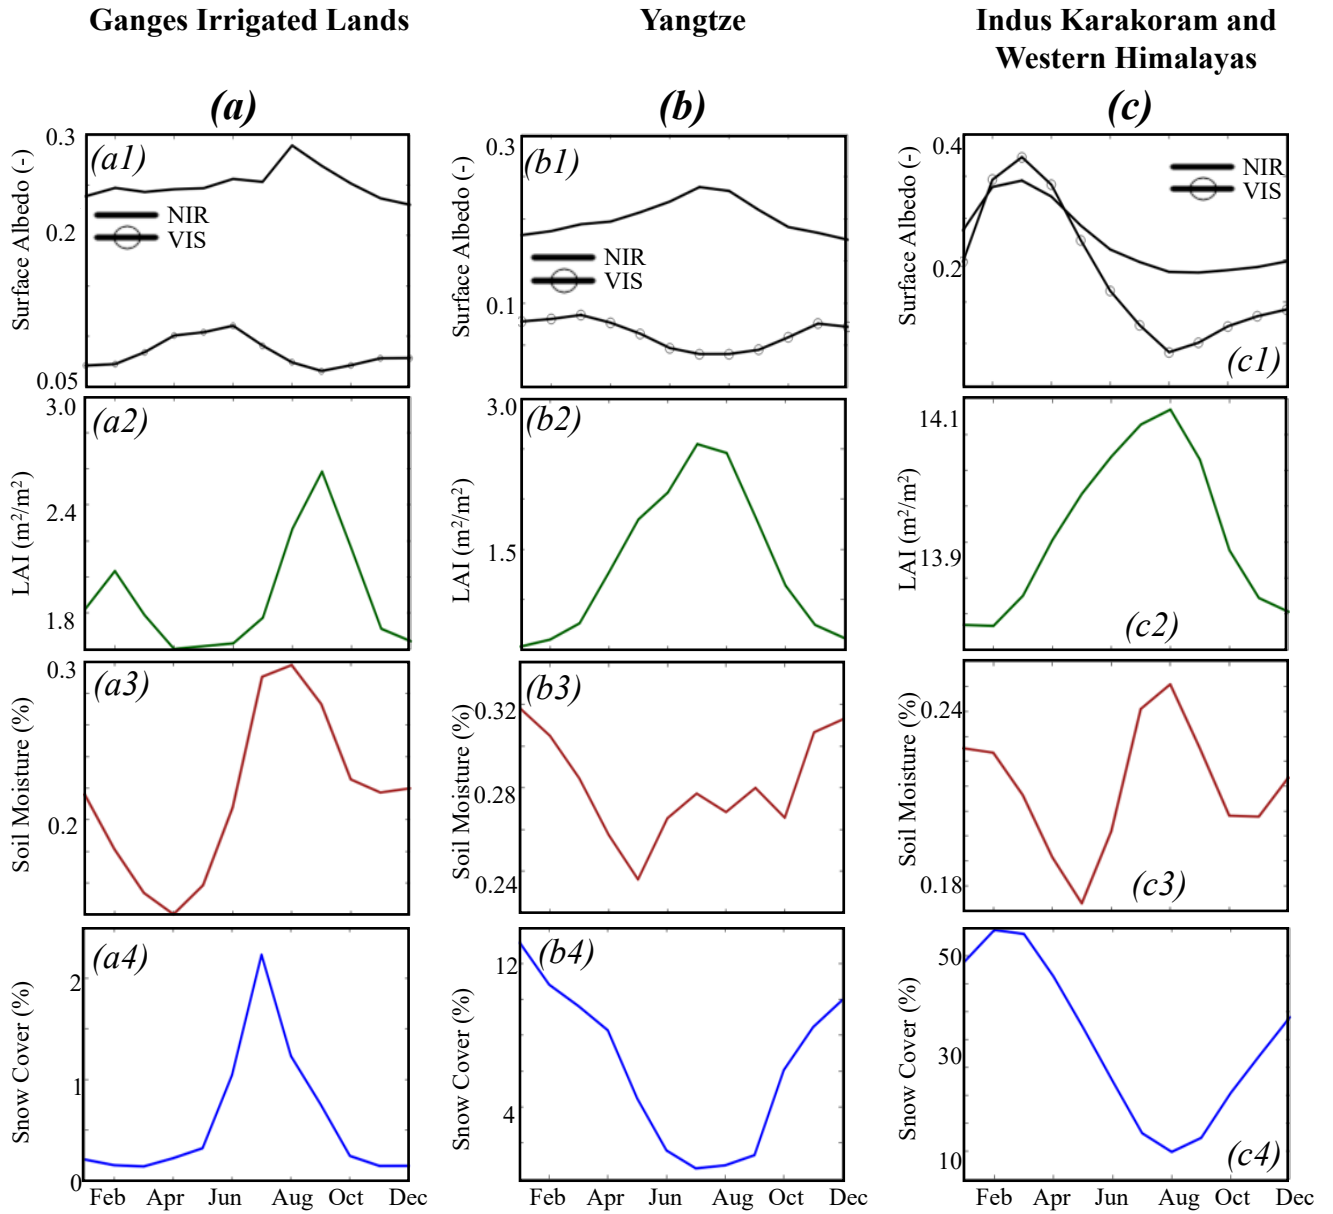 Ganges Irrigated Lands
Yangtze
Indus Karakoram and
Western Himalayas
(a)
(b)
(c)
Surface Albedo (-)
0.3
0.2
0.05
(a1)
NIR
VIS
Surface Albedo (-)
0.3
0.1
(b1)
NIR
VIS
Surface Albedo (-)
0.4
0.2
NIR
VIS
(c1)
LAI (m²/m²)
3.0
2.4
1.8
(a2)
LAI (m²/m²)
3.0
1.5
(b2)
LAI (m²/m²)
14.1
13.9
(c2)
Soil Moisture (%)
0.3
0.2
(a3)
Soil Moisture (%)
0.32
0.28
0.24
(b3)
Soil Moisture (%)
0.24
0.18
(c3)
Snow Cover (%)
2
1
0
(a4)
Snow Cover (%)
12
4
(b4)
Snow Cover (%)
50
30
10
(c4)
Feb Apr Jun Aug Oct Dec
Feb Apr Jun Aug Oct Dec
Feb Apr Jun Aug Oct Dec